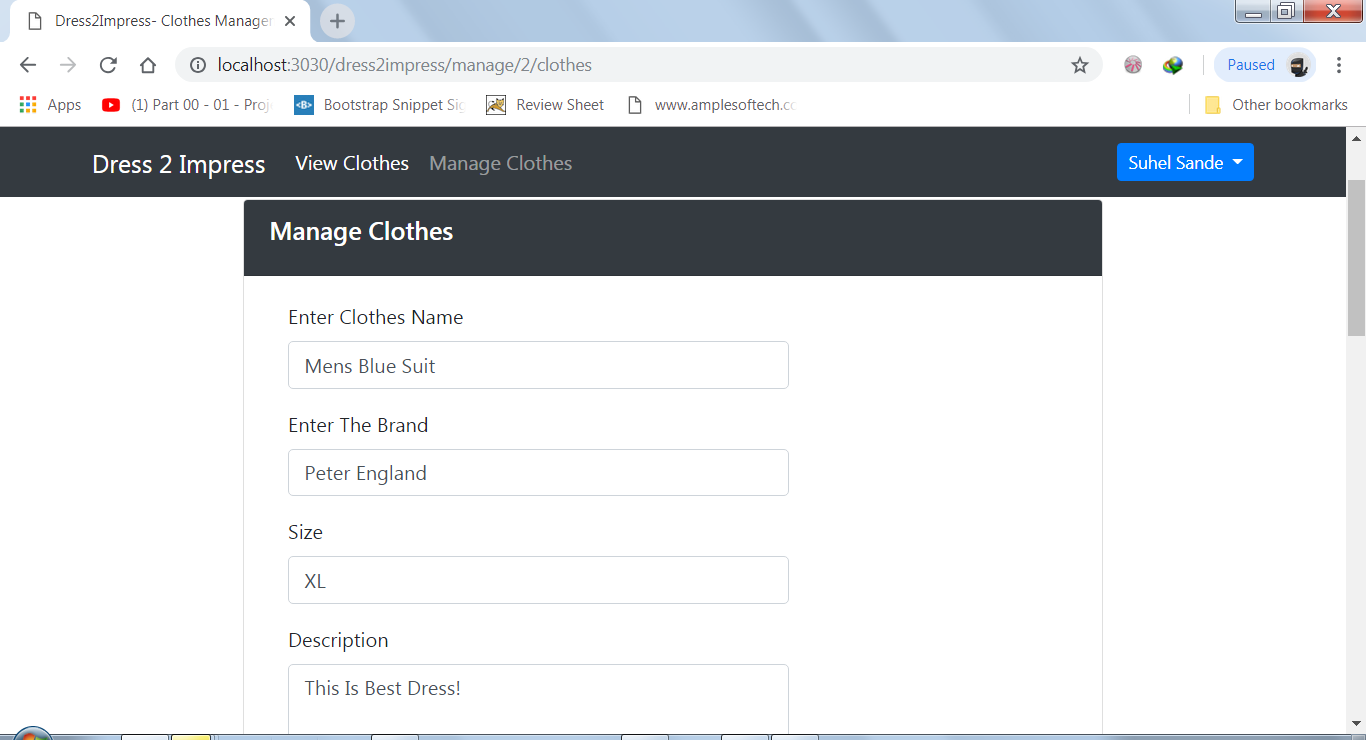 Dress2Impress- Clothes Manager
localhost:3030/dress2impress/manage/2/clothes
Paused
Apps
(1) Part 00 - 01 - Proj
Bootstrap Snippet Sig
Review Sheet
www.amplesoftech.co
Other bookmarks
Dress 2 Impress
View Clothes
Manage Clothes
Suhel Sande
Manage Clothes
Enter Clothes Name
Mens Blue Suit
Enter The Brand
Peter England
Size
XL
Description
This Is Best Dress!